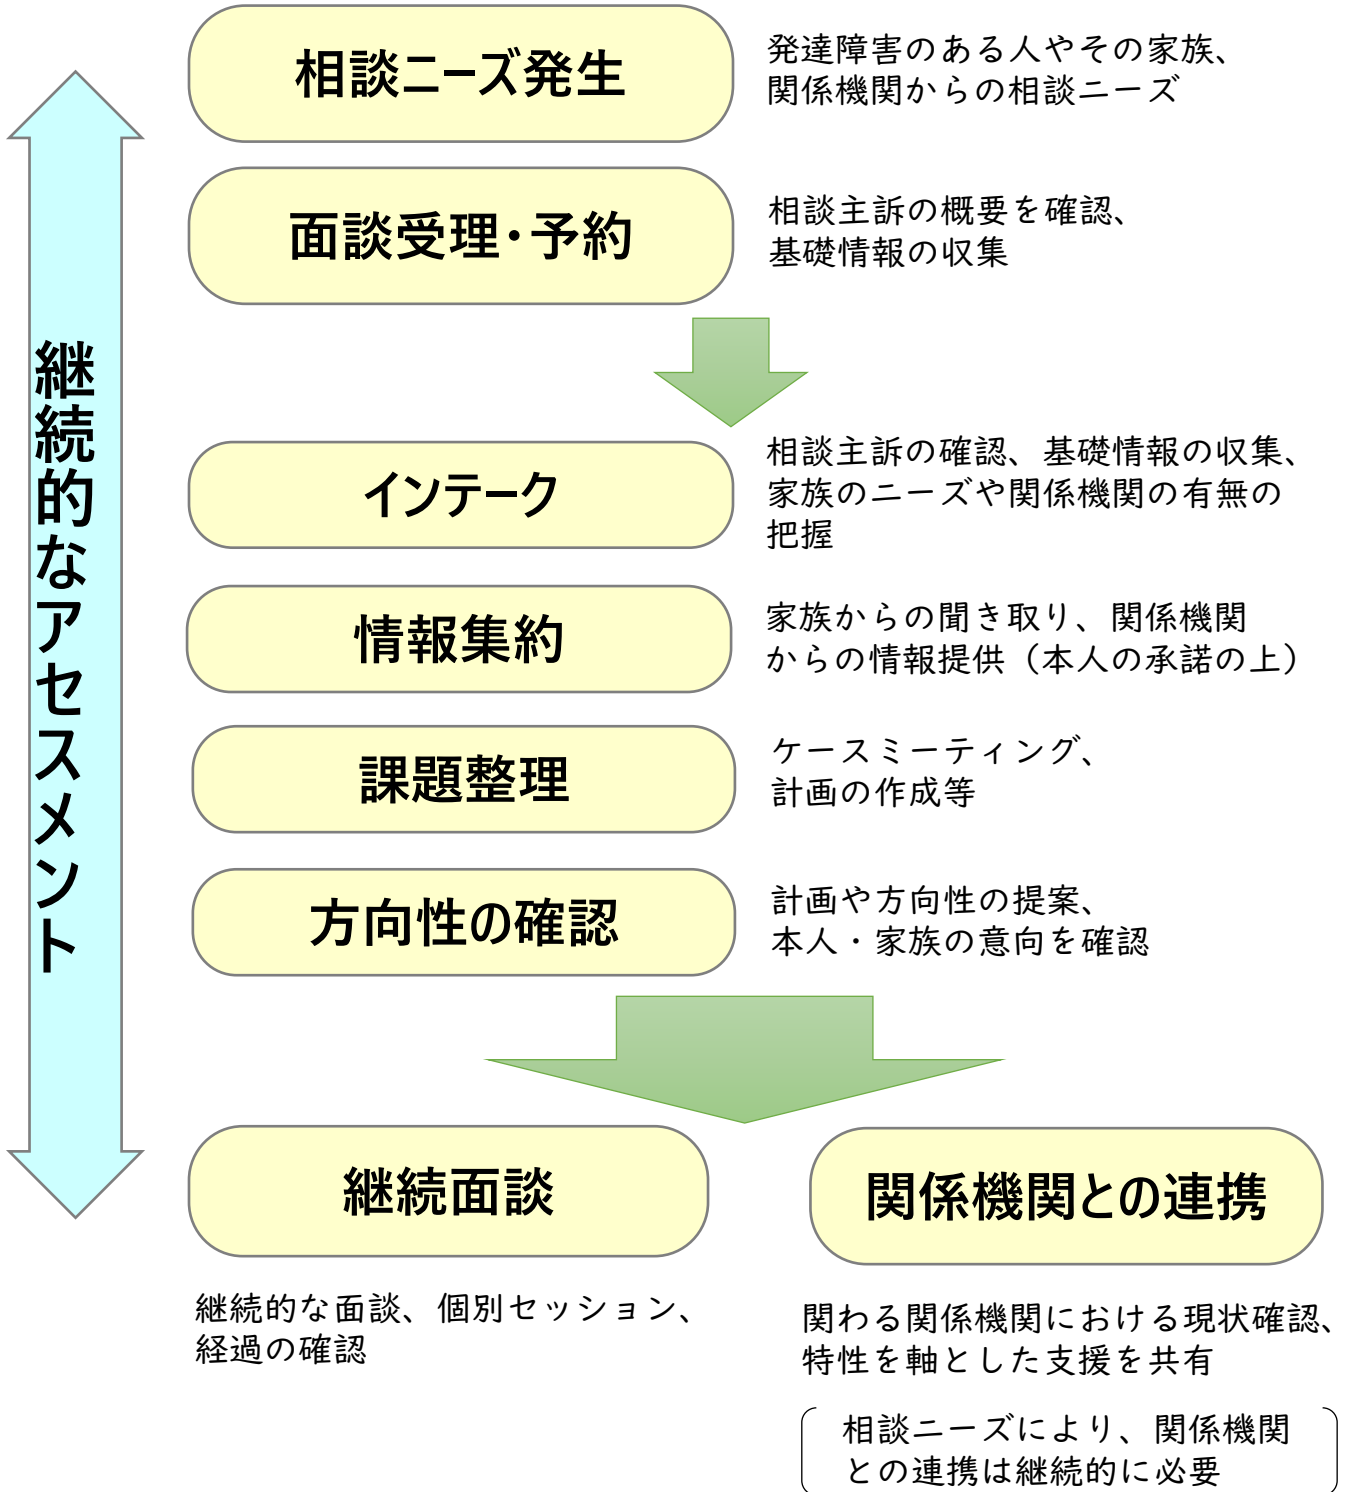 継続的なアセスメント
相談ニーズ発生
発達障害のある人やその家族、
関係機関からの相談ニーズ
面談受理・予約
相談主訴の概要を確認、
基礎情報の収集
インテーク
相談主訴の確認、基礎情報の収集、
家族のニーズや関係機関の有無の
把握
情報集約
家族からの聞き取り、関係機関
からの情報提供（本人の承諾の上）
課題整理
ケースミーティング、
計画の作成等
方向性の確認
計画や方向性の提案、
本人・家族の意向を確認
継続面談
継続的な面談、個別セッション、
経過の確認
関係機関との連携
関わる関係機関における現状確認、
特性を軸とした支援を共有
相談ニーズにより、関係機関
との連携は継続的に必要